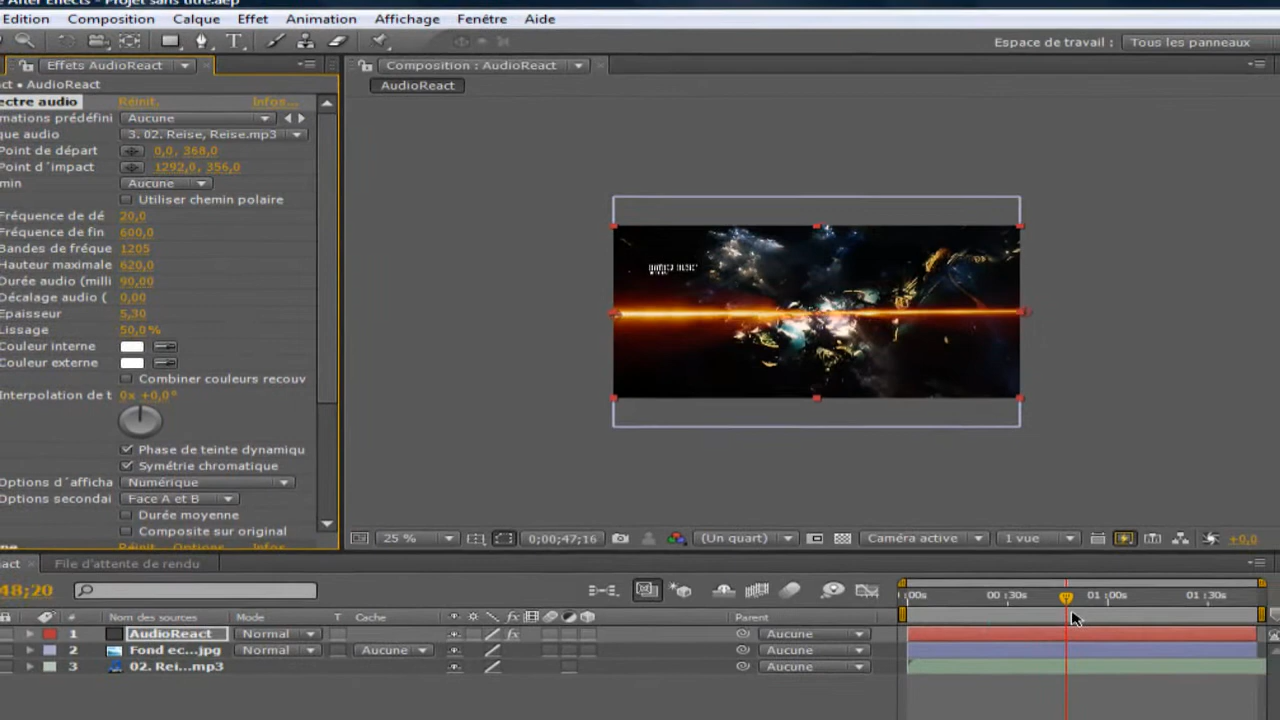 e After Effects - Projet sans titre.aep
Edition Composition Calque Effet Animation Affichage Fenêtre Aide
T Espace de travail : Tous les panneaux
Effets AudioReact
Composition : AudioReact
ct • AudioReact
AudioReact
ectre audio Réinit. Infos...
mations prédéfini Aucune
que audio 3. 02. Reise, Reise.mp3
Point de départ 0,0, 368,0
Point d'impact 1292,0, 356,0
min Aucune
Utiliser chemin polaire
Fréquence de dé 20,0
Fréquence de fin 600,0
Bandes de fréque 1205
Hauteur maximale 620,0
Durée audio (milli 90,00
Décalage audio ( 0,00
Epaisseur 5,30
Lissage 50,0%
Couleur interne
Couleur externe
Combiner couleurs recouv
Interpolation de t 0x +0,0°
Phase de teinte dynamiqu
Symétrie chromatique
Options d'afficha Numérique
Options secondai Face A et B
Durée moyenne
Composite sur original
Réinit. Options... Infos...
25 % 0;00;47;16 (Un quart) Caméra active 1 vue +0,0
act File d'attente de rendu
48;20
:00s 00:30s 01:00s 01:30s
# Nom des sources Mode T Cache fx Parent
1 AudioReact Normal fx Aucune
2 Fond ec...jpg Normal Aucune Aucune
3 02. Rei...mp3 Aucune